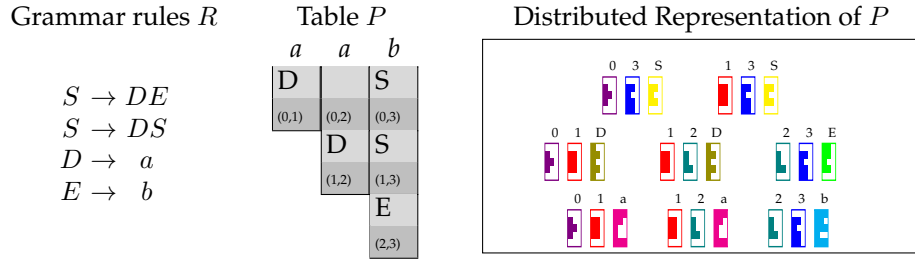 Grammar rules R Table P Distributed Representation of P
S → DE
S → DS
D → a
E → b
a a b
D S
(0,1) (0,2) (0,3)
D S
(1,2) (1,3)
E
(2,3)
0 3 S 1 3 S
0 1 D 1 2 D 2 3 E
0 1 a 1 2 a 2 3 b